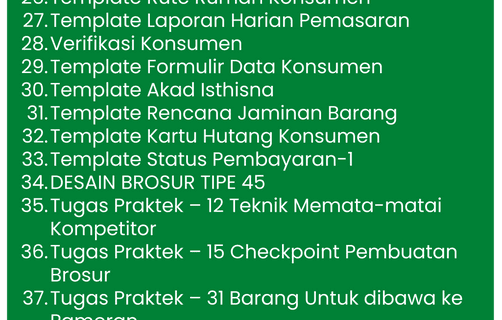 26.Template Rute Rumah Konsumen
27.Template Laporan Harian Pemasaran
28.Verifikasi Konsumen
29.Template Formulir Data Konsumen
30.Template Akad Isthisna
31.Template Rencana Jaminan Barang
32.Template Kartu Hutang Konsumen
33.Template Status Pembayaran-1
34.DESAIN BROSUR TIPE 45
35.Tugas Praktek – 12 Teknik Memata-matai
Kompetitor
36.Tugas Praktek – 15 Checkpoint Pembuatan
Brosur
37.Tugas Praktek – 31 Barang Untuk dibawa ke
Pameran